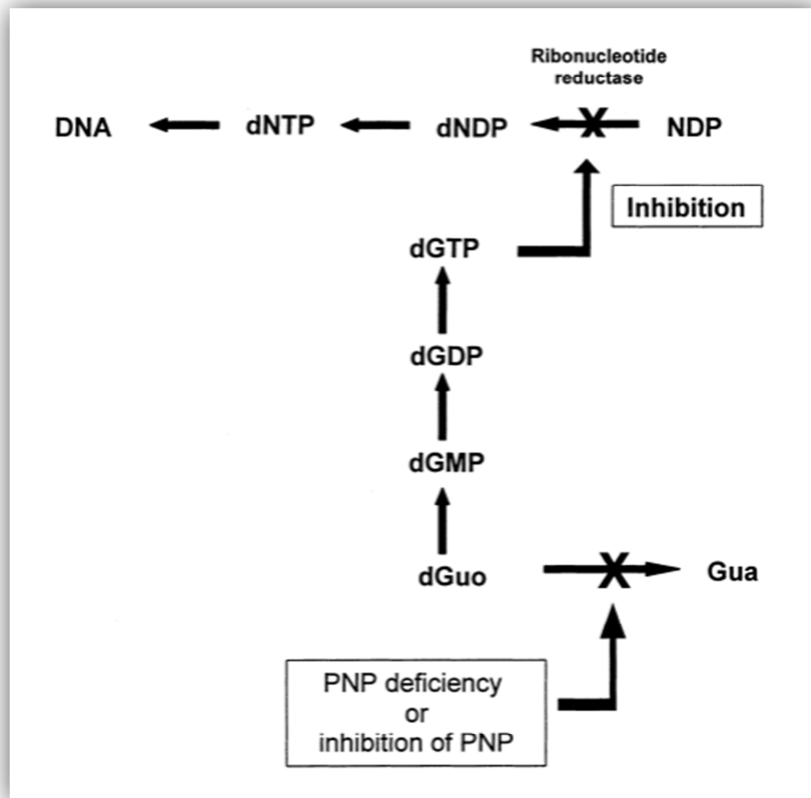 Ribonucleotide
reductase
DNA dNTP dNDP X NDP
Inhibition
dGTP
dGDP
dGMP
dGuo X Gua
PNP deficiency
or
inhibition of PNP